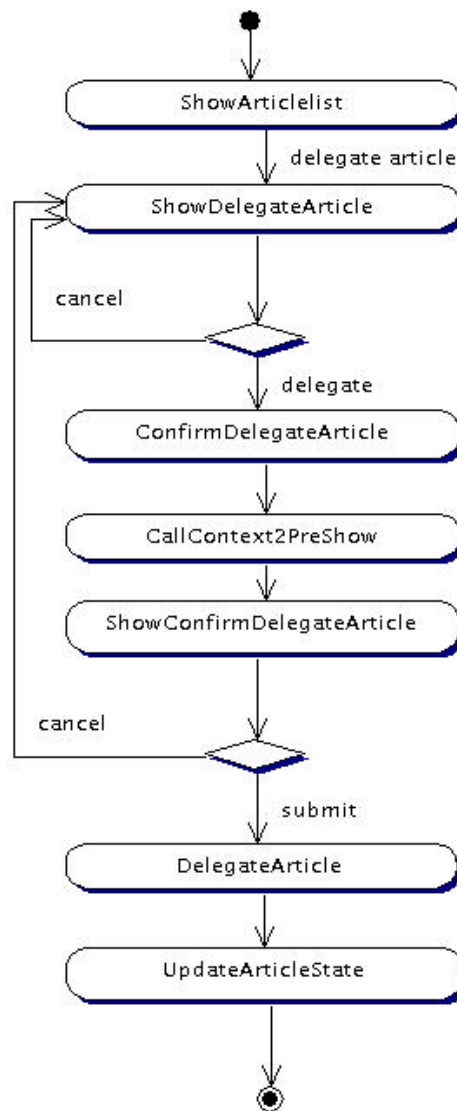 ShowArticlelist
delegate article
ShowDelegateArticle
cancel
delegate
ConfirmDelegateArticle
CallContext2PreShow
ShowConfirmDelegateArticle
cancel
submit
DelegateArticle
UpdateArticleState